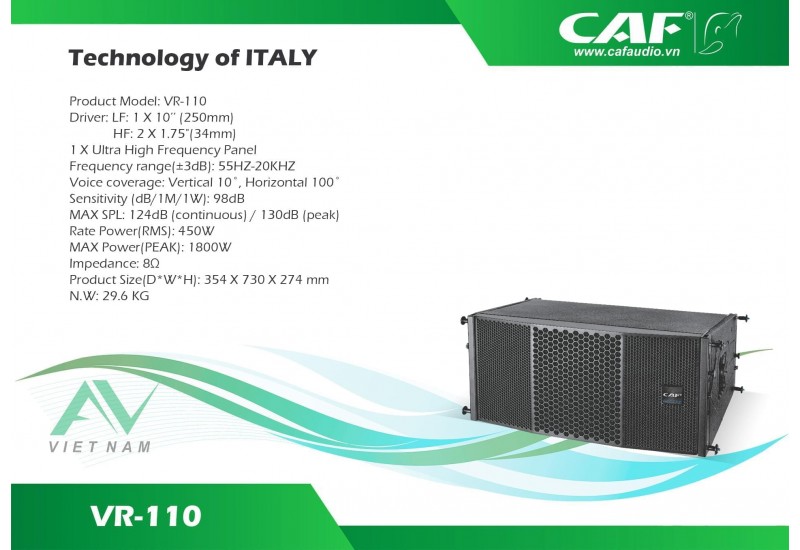 CAF®
www.cafaudio.vn
Technology of ITALY
Product Model: VR-110
Driver: LF: 1 X 10’’ (250mm)
HF: 2 X 1.75"(34mm)
1 X Ultra High Frequency Panel
Frequency range(±3dB): 55HZ-20KHZ
Voice coverage: Vertical 10˚, Horizontal 100˚
Sensitivity (dB/1M/1W): 98dB
MAX SPL: 124dB (continuous) / 130dB (peak)
Rate Power(RMS): 450W
MAX Power(PEAK): 1800W
Impedance: 8Ω
Product Size(D*W*H): 354 X 730 X 274 mm
N.W: 29.6 KG
CAF
AV
VIET NAM
VR-110